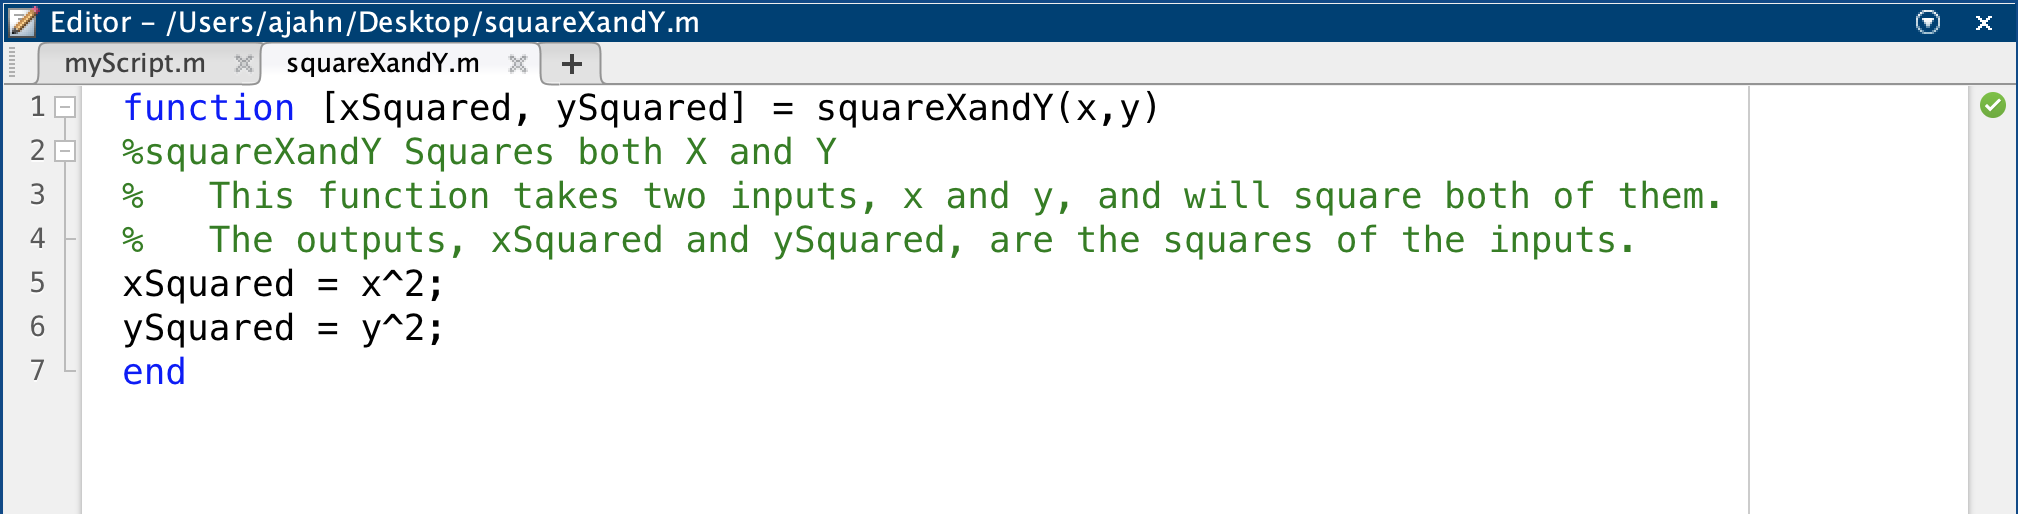 Editor – /Users/ajahn/Desktop/squareXandY.m
myScript.m squareXandY.m +
1 function [xSquared, ySquared] = squareXandY(x,y)
2 %squareXandY Squares both X and Y
3 %   This function takes two inputs, x and y, and will square both of them.
4 %   The outputs, xSquared and ySquared, are the squares of the inputs.
5 xSquared = x^2;
6 ySquared = y^2;
7 end